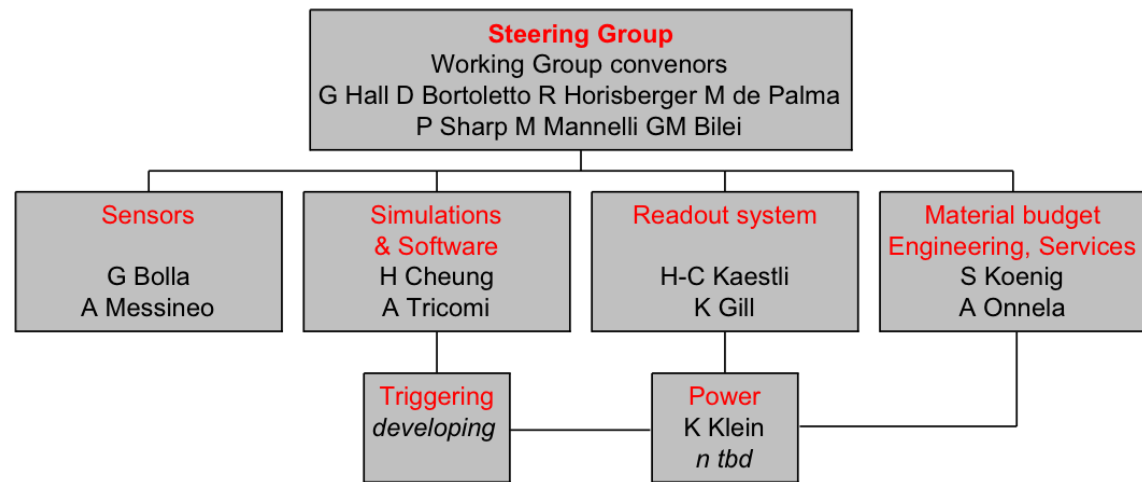 Steering Group
Working Group convenors
G Hall D Bortoletto R Horisberger M de Palma
P Sharp M Mannelli GM Bilei
Sensors
G Bolla
A Messineo
Simulations
& Software
H Cheung
A Tricomi
Readout system
H-C Kaestli
K Gill
Material budget
Engineering, Services
S Koenig
A Onnela
Triggering
developing
Power
K Klein
n tbd